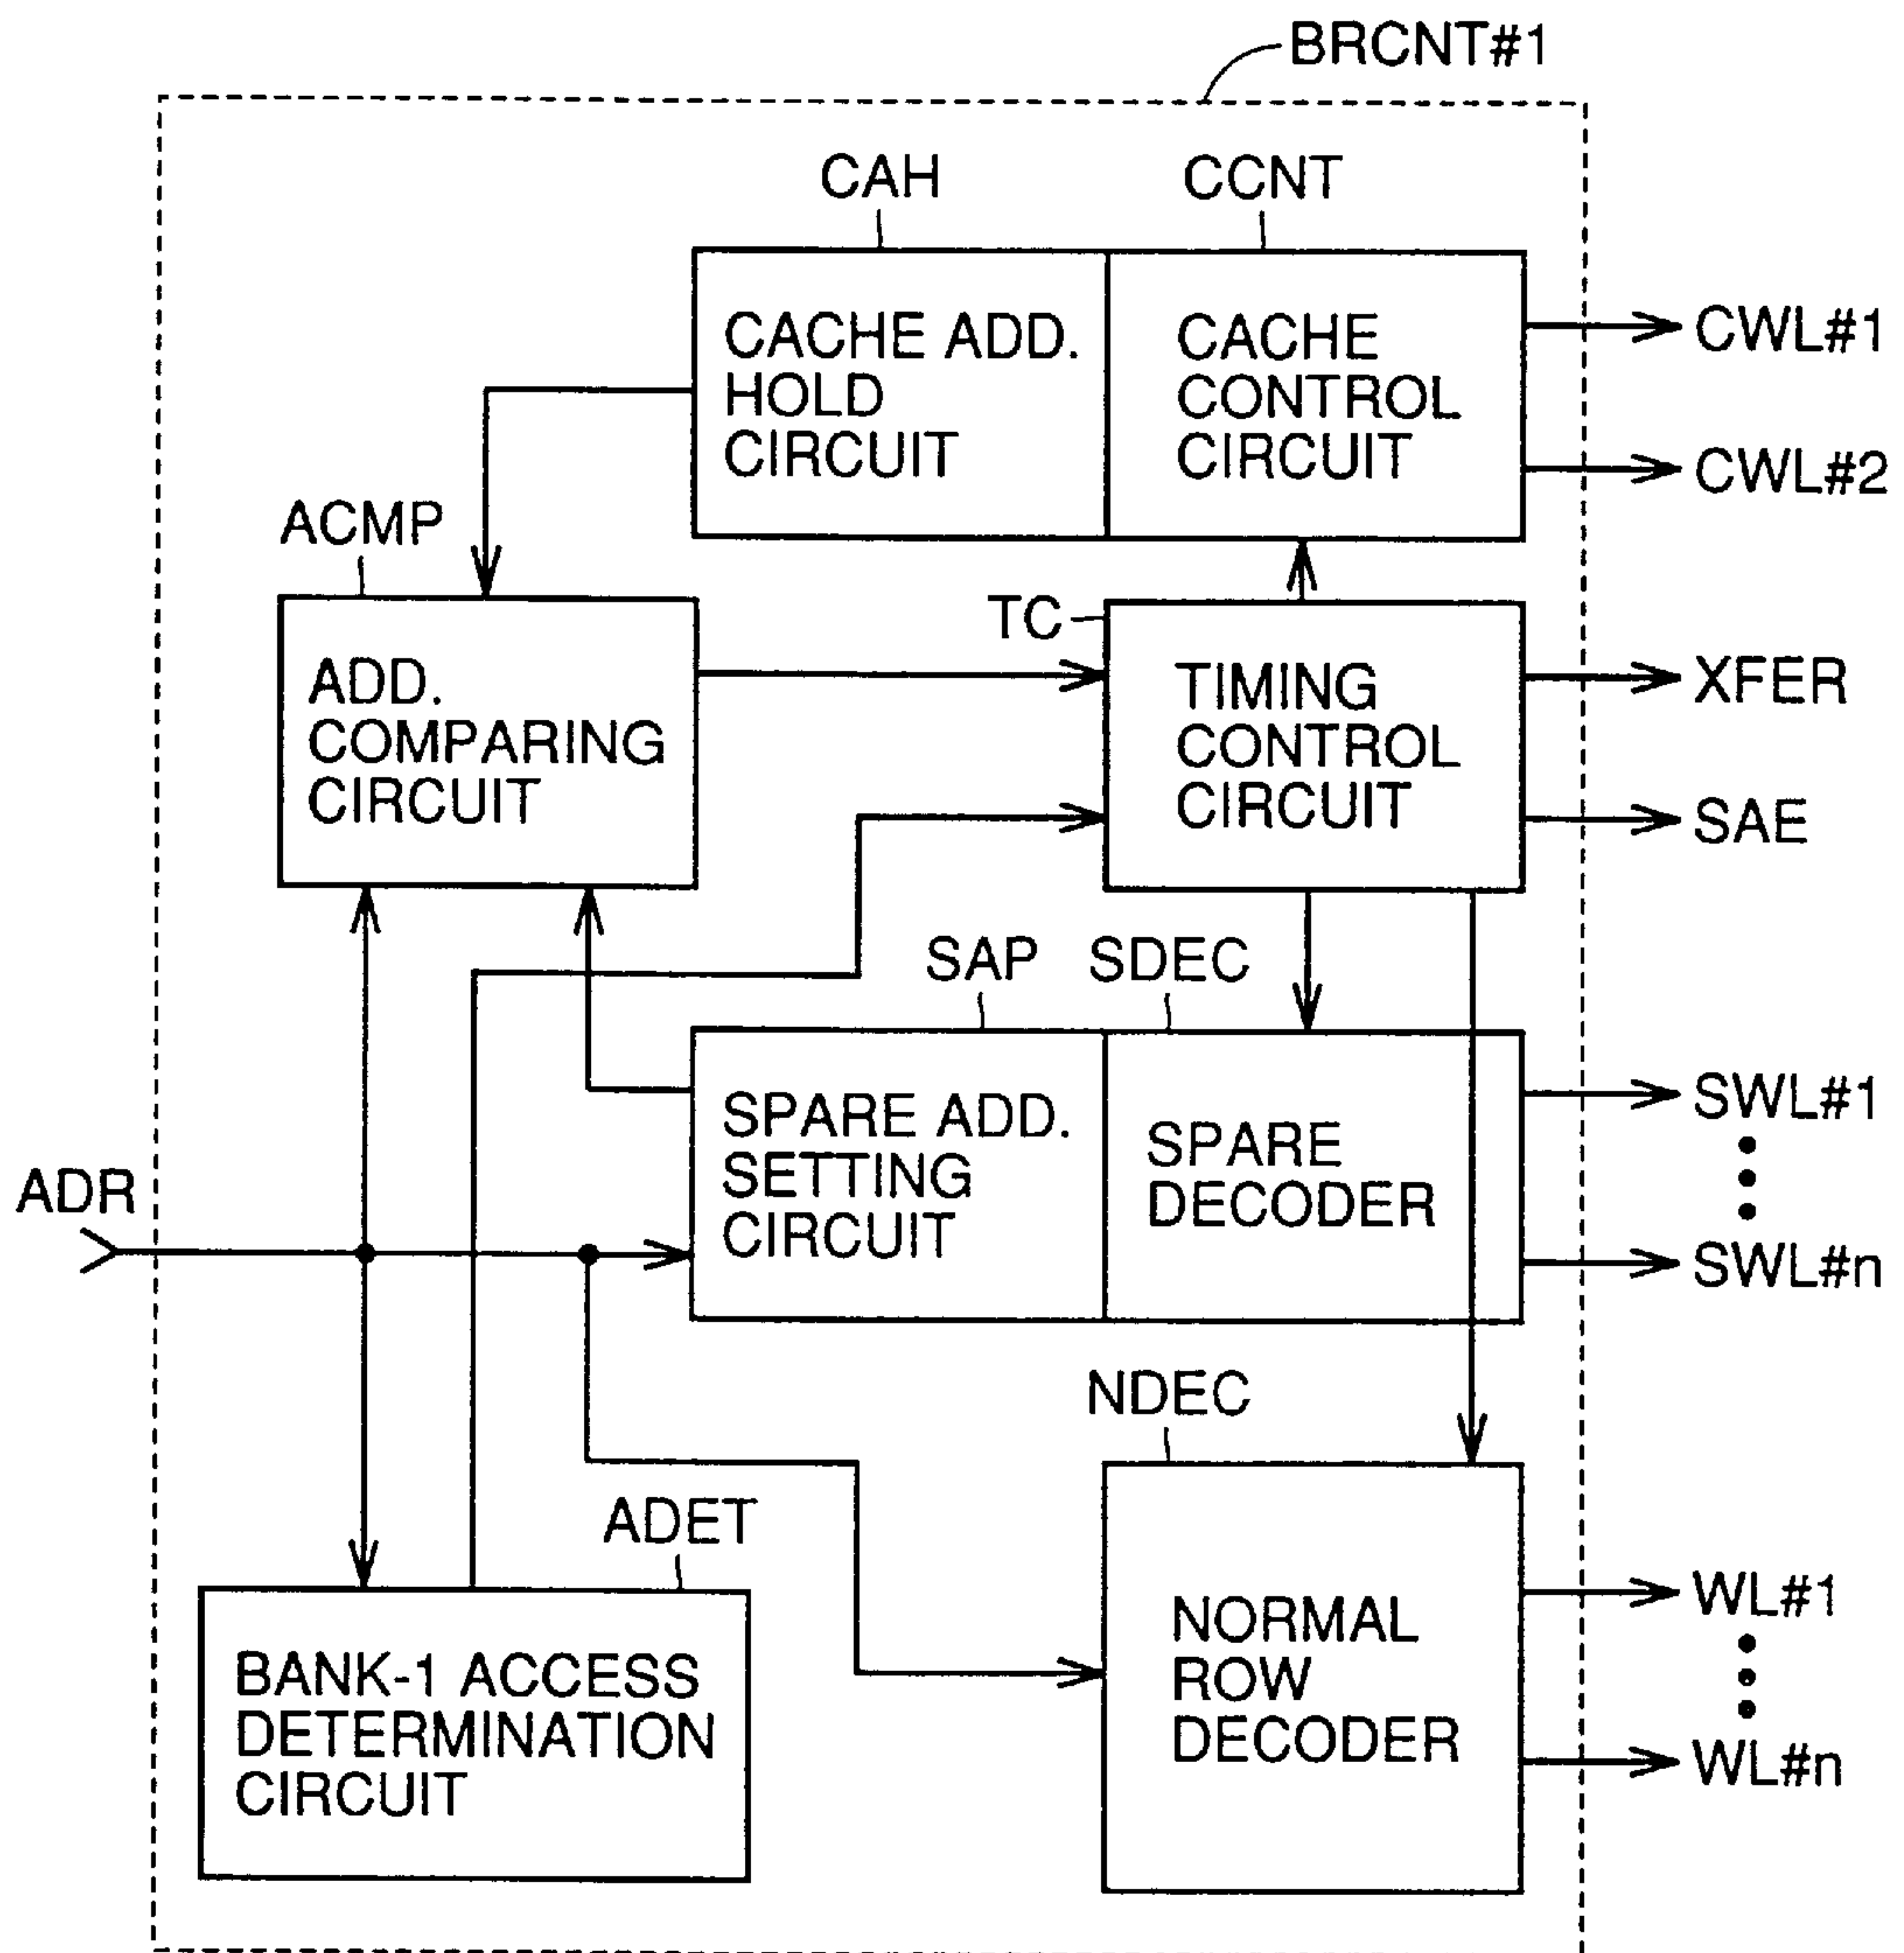 BRCNT#1
CAH
CCNT
CACHE ADD.
HOLD
CIRCUIT
CACHE
CONTROL
CIRCUIT
CWL#1
CWL#2
ACMP
ADD.
COMPARING
CIRCUIT
TC
TIMING
CONTROL
CIRCUIT
XFER
SAE
SAP
SDEC
SPARE ADD.
SETTING
CIRCUIT
SPARE
DECODER
SWL#1
SWL#n
ADR
NDEC
ADET
BANK-1 ACCESS
DETERMINATION
CIRCUIT
NORMAL
ROW
DECODER
WL#1
WL#n